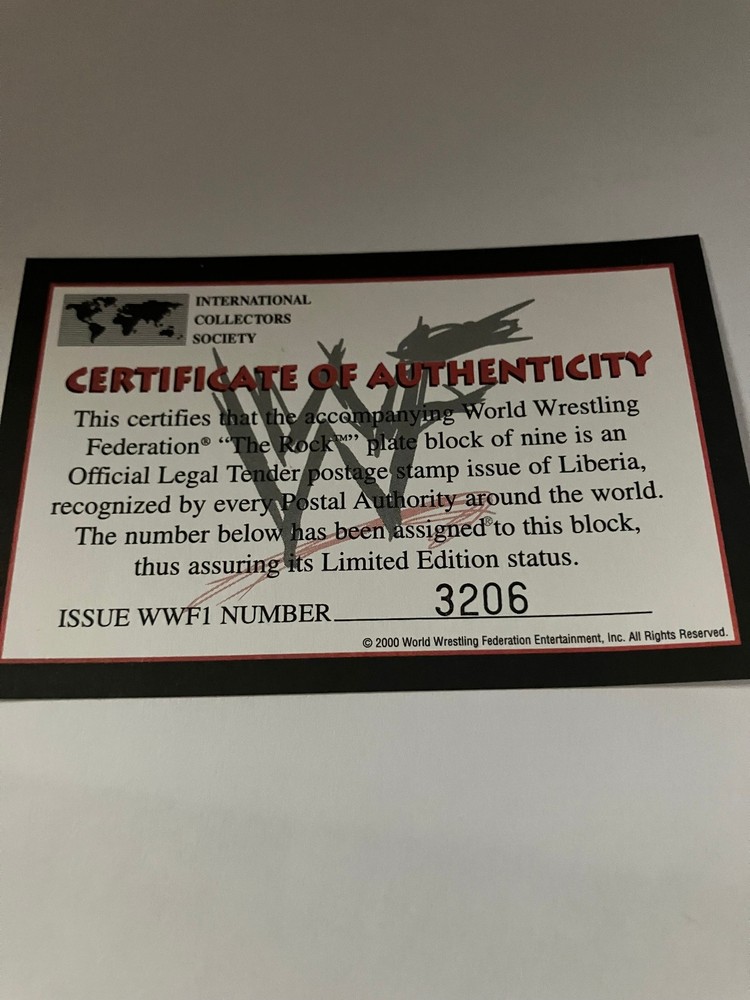 INTERNATIONAL
COLLECTORS
SOCIETY
CERTIFICATE OF AUTHENTICITY
This certifies that the accompanying World Wrestling
Federation® “The Rock™” plate block of nine is an
Official Legal Tender postage stamp issue of Liberia,
recognized by every Postal Authority around the world.
The number below has been assigned to this block,
thus assuring its Limited Edition status.
ISSUE WWF1 NUMBER 3206
© 2000 World Wrestling Federation Entertainment, Inc. All Rights Reserved.